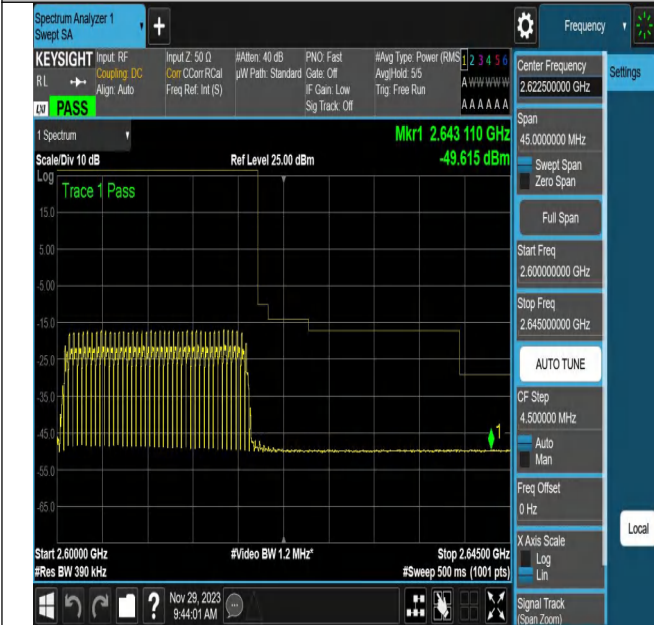 Spectrum Analyzer 1
Swept SA
+
Frequency
KEYSIGHT
Input: RF
Coupling: DC
Align: Auto
Input Z: 50 Ω
Corr CCorr RCal
Freq Ref: Int (S)
#Atten: 40 dB
µW Path: Standard
PNO: Fast
Gate: Off
IF Gain: Low
Sig Track: Off
#Avg Type: Power (RMS
Avg|Hold: 5/5
Trig: Free Run
1 2 3 4 5 6
A W W W W W
A A A A A A
RL
LXI PASS
1 Spectrum
Scale/Div 10 dB
Ref Level 25.00 dBm
Mkr1 2.643 110 GHz
-49.615 dBm
Log
Trace 1 Pass
15.0
5.00
-5.00
-15.0
-25.0
-35.0
-45.0
-55.0
-65.0
1
Start 2.60000 GHz
#Video BW 1.2 MHz*
Stop 2.64500 GHz
#Res BW 390 kHz
#Sweep 500 ms (1001 pts)
?
Nov 29, 2023
9:44:01 AM
Center Frequency
2.622500000 GHz
Settings
Span
45.0000000 MHz
Swept Span
Zero Span
Full Span
Start Freq
2.600000000 GHz
Stop Freq
2.645000000 GHz
AUTO TUNE
CF Step
4.500000 MHz
Auto
Man
Freq Offset
0 Hz
Local
X Axis Scale
Log
Lin
Signal Track
(Span Zoom)